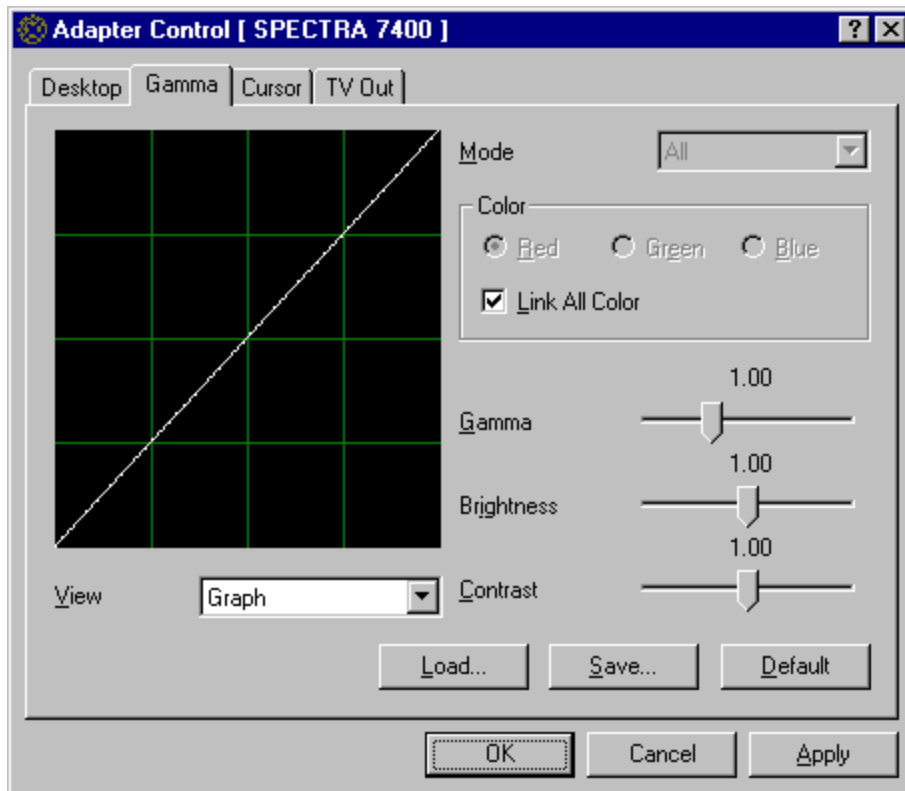 Adapter Control [ SPECTRA 7400 ]
? X
Desktop Gamma Cursor TV Out
Mode All
Color
Red Green Blue
Link All Color
1.00
Gamma
1.00
Brightness
1.00
Contrast
View Graph
Load... Save... Default
OK Cancel Apply